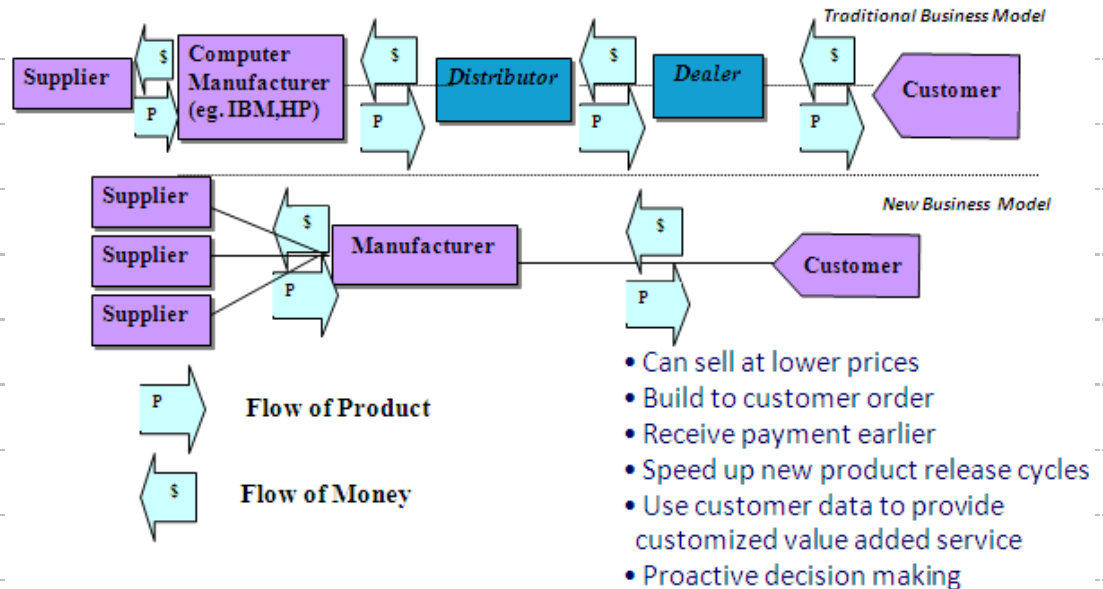 Traditional Business Model
Supplier
$
P
Computer
Manufacturer
(eg. IBM,HP)
$
P
Distributor
$
P
Dealer
$
P
Customer
New Business Model
Supplier
Supplier
Supplier
$
P
Manufacturer
$
P
Customer
P
Flow of Product
$
Flow of Money
• Can sell at lower prices
• Build to customer order
• Receive payment earlier
• Speed up new product release cycles
• Use customer data to provide
customized value added service
• Proactive decision making